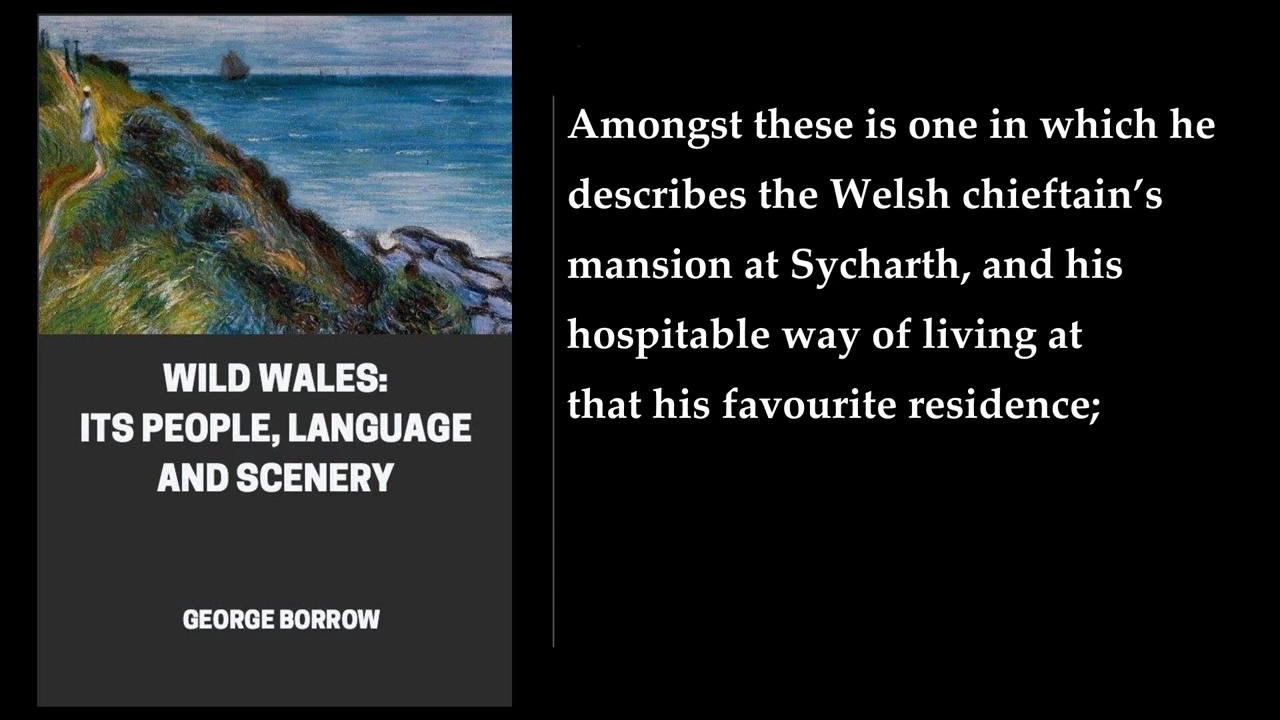 WILD WALES:
ITS PEOPLE, LANGUAGE
AND SCENERY
GEORGE BORROW
Amongst these is one in which he
describes the Welsh chieftain’s
mansion at Sycharth, and his
hospitable way of living at
that his favourite residence;